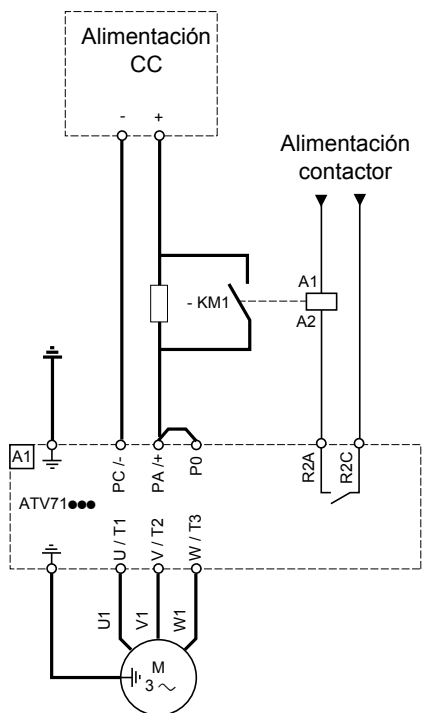 Alimentación
CC
-
+
Alimentación
contactor
A1
- KM1
A2
A1
PC /-
PA /+
P0
R2A
R2C
ATV71●●●
U / T1
V / T2
W / T3
U1
V1
W1
M
3 ~